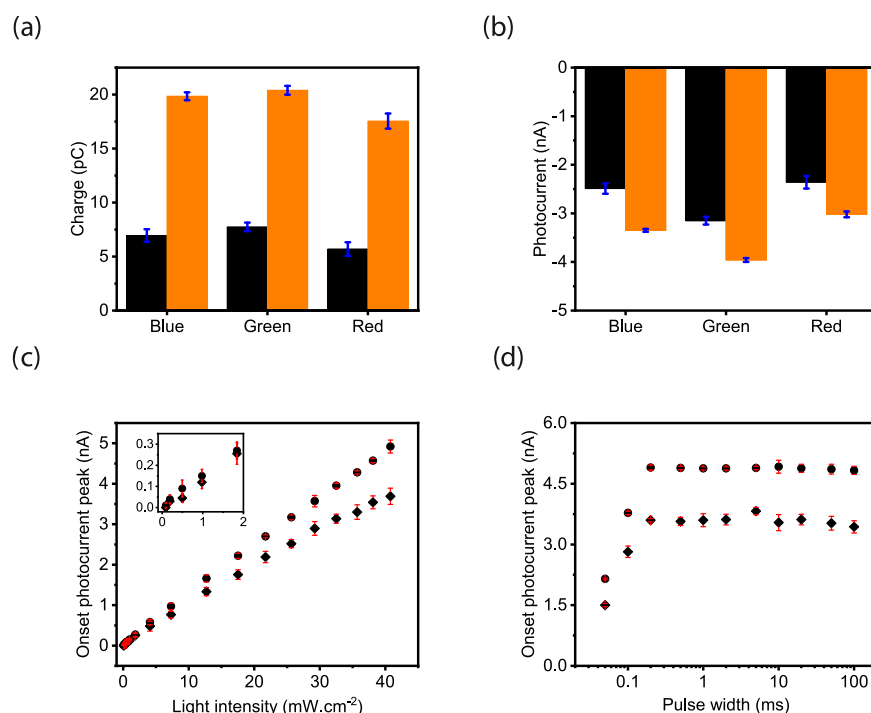 (a)
20
15
10
5
0
Charge (pC)
Blue Green Red
(b)
0
-1
-2
-3
-4
-5
Photocurrent (nA)
Blue Green Red
(c)
5
4
3
2
1
0
Onset photocurrent peak (nA)
0.3
0.2
0.1
0.0
0 1 2
0 10 20 30 40
Light intensity (mW.cm⁻²)
(d)
6.0
4.5
3.0
1.5
0.0
Onset photocurrent peak (nA)
0.1 1 10 100
Pulse width (ms)